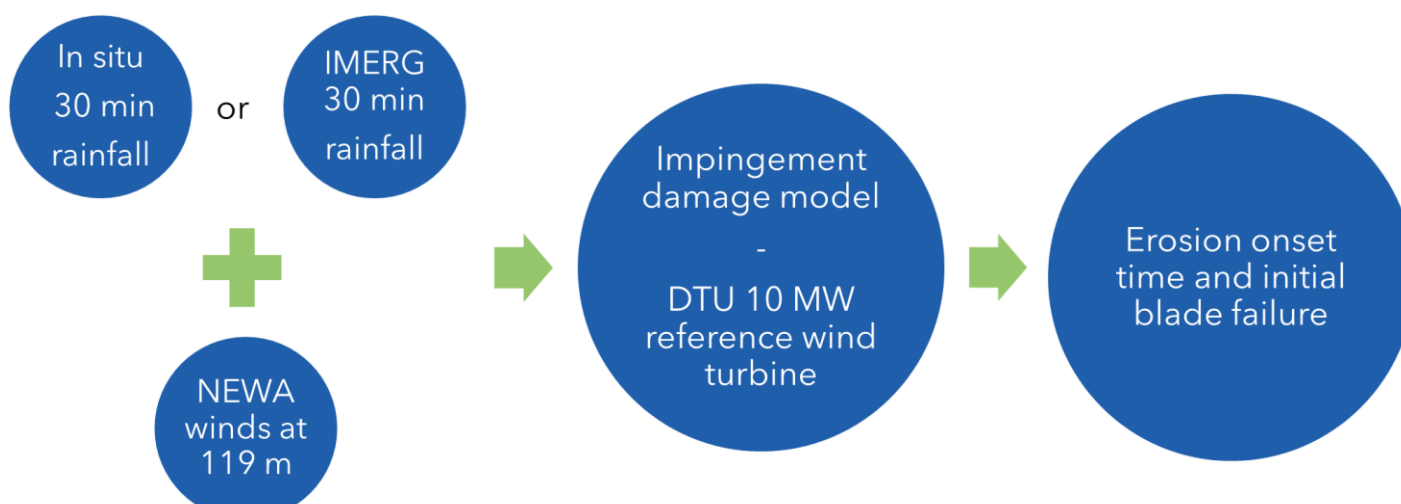 In situ
30 min
rainfall
or
IMERG
30 min
rainfall
NEWA
winds at
119 m
Impingement
damage model
-
DTU 10 MW
reference wind
turbine
Erosion onset
time and initial
blade failure